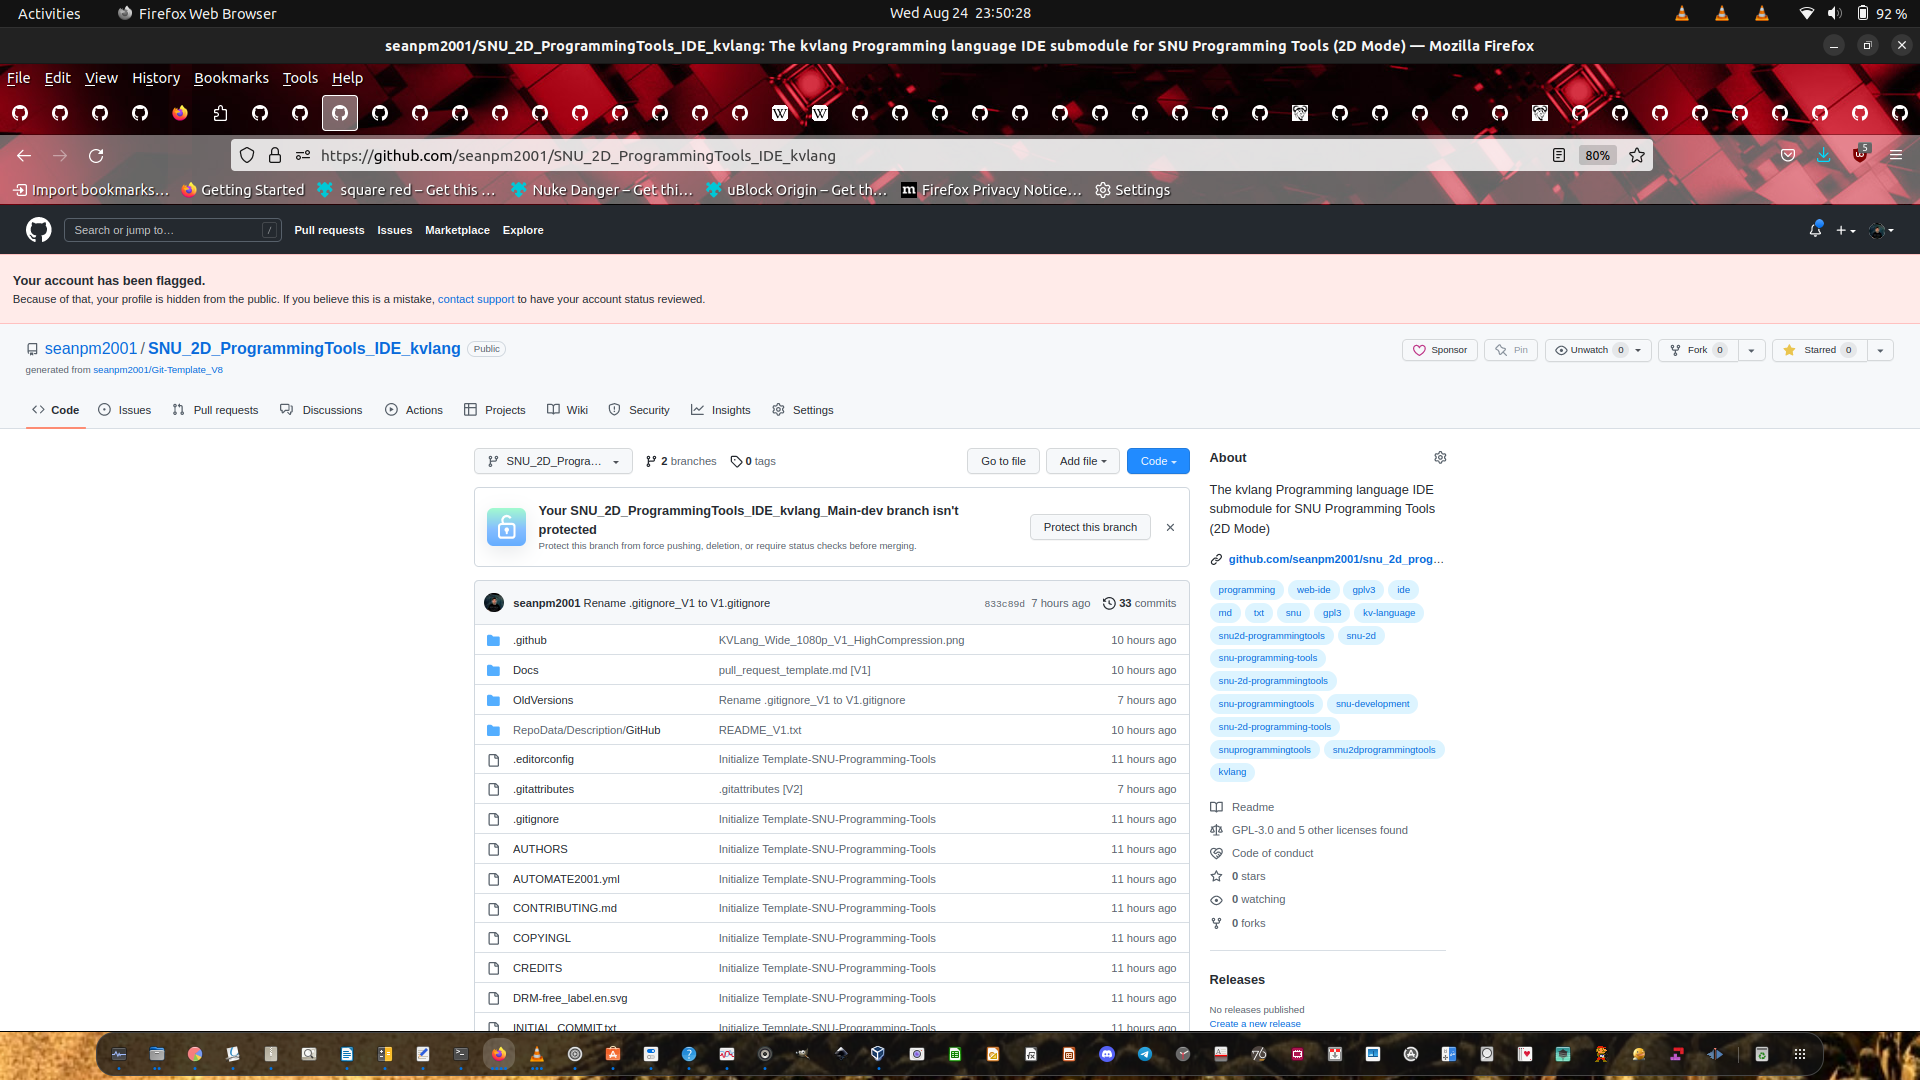 Activities
Firefox Web Browser
Wed Aug 24  23:50:28
92 %
seanpm2001/SNU_2D_ProgrammingTools_IDE_kvlang: The kvlang Programming language IDE submodule for SNU Programming Tools (2D Mode) — Mozilla Firefox
File Edit View History Bookmarks Tools Help
https://github.com/seanpm2001/SNU_2D_ProgrammingTools_IDE_kvlang
80%
5
Import bookmarks…
Getting Started
square red – Get this …
Nuke Danger – Get thi…
uBlock Origin – Get th…
Firefox Privacy Notice…
Settings
Search or jump to…
/
Pull requests
Issues
Marketplace
Explore
Your account has been flagged.
Because of that, your profile is hidden from the public. If you believe this is a mistake, contact support to have your account status reviewed.
seanpm2001 / SNU_2D_ProgrammingTools_IDE_kvlang
Public
generated from seanpm2001/Git-Template_V8
Sponsor
Pin
Unwatch 0
Fork 0
Starred 0
Code
Issues
Pull requests
Discussions
Actions
Projects
Wiki
Security
Insights
Settings
SNU_2D_Progra…
2 branches
0 tags
Go to file
Add file
Code
Your SNU_2D_ProgrammingTools_IDE_kvlang_Main-dev branch isn't
protected
Protect this branch from force pushing, deletion, or require status checks before merging.
Protect this branch
seanpm2001 Rename .gitignore_V1 to V1.gitignore
833c89d 7 hours ago
33 commits
.github KVLang_Wide_1080p_V1_HighCompression.png 10 hours ago
Docs pull_request_template.md [V1] 10 hours ago
OldVersions Rename .gitignore_V1 to V1.gitignore 7 hours ago
RepoData/Description/GitHub README_V1.txt 10 hours ago
.editorconfig Initialize Template-SNU-Programming-Tools 11 hours ago
.gitattributes .gitattributes [V2] 7 hours ago
.gitignore Initialize Template-SNU-Programming-Tools 11 hours ago
AUTHORS Initialize Template-SNU-Programming-Tools 11 hours ago
AUTOMATE2001.yml Initialize Template-SNU-Programming-Tools 11 hours ago
CONTRIBUTING.md Initialize Template-SNU-Programming-Tools 11 hours ago
COPYINGL Initialize Template-SNU-Programming-Tools 11 hours ago
CREDITS Initialize Template-SNU-Programming-Tools 11 hours ago
DRM-free_label.en.svg Initialize Template-SNU-Programming-Tools 11 hours ago
INITIAL_COMMIT.txt Initialize Template-SNU-Programming-Tools 11 hours ago
About
The kvlang Programming language IDE
submodule for SNU Programming Tools
(2D Mode)
github.com/seanpm2001/snu_2d_prog…
programming web-ide gplv3 ide
md txt snu gpl3 kv-language
snu2d-programmingtools snu-2d
snu-programming-tools
snu-2d-programmingtools
snu-programmingtools snu-development
snu-2d-programming-tools
snuprogrammingtools snu2dprogrammingtools
kvlang
Readme
GPL-3.0 and 5 other licenses found
Code of conduct
0 stars
0 watching
0 forks
Releases
No releases published
Create a new release